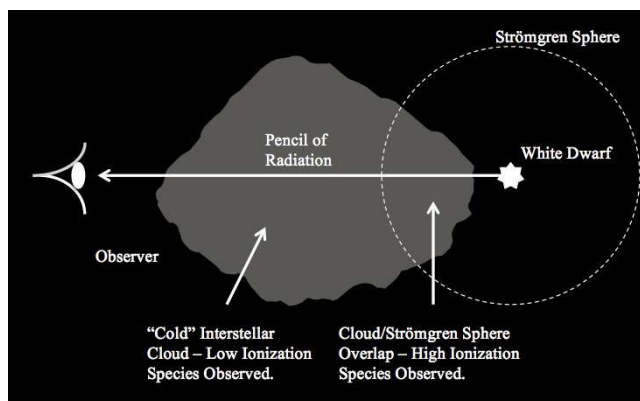 Strömgren Sphere
Pencil of
Radiation
White Dwarf
Observer
“Cold” Interstellar
Cloud – Low Ionization
Species Observed.
Cloud/Strömgren Sphere
Overlap – High Ionization
Species Observed.